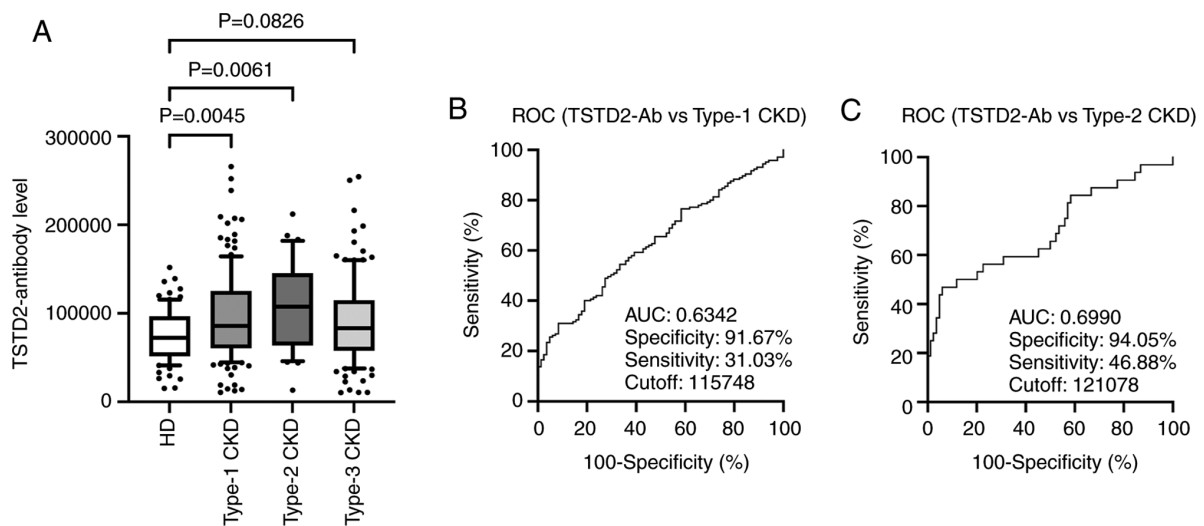 A
P=0.0826
P=0.0061
P=0.0045
300000
200000
100000
0
TSTD2-antibody level
HD
Type-1 CKD
Type-2 CKD
Type-3 CKD
B
ROC (TSTD2-Ab vs Type-1 CKD)
100
80
60
40
20
0
Sensitivity (%)
AUC: 0.6342
Specificity: 91.67%
Sensitivity: 31.03%
Cutoff: 115748
0 20 40 60 80 100
100-Specificity (%)
C
ROC (TSTD2-Ab vs Type-2 CKD)
100
80
60
40
20
0
Sensitivity (%)
AUC: 0.6990
Specificity: 94.05%
Sensitivity: 46.88%
Cutoff: 121078
0 20 40 60 80 100
100-Specificity (%)